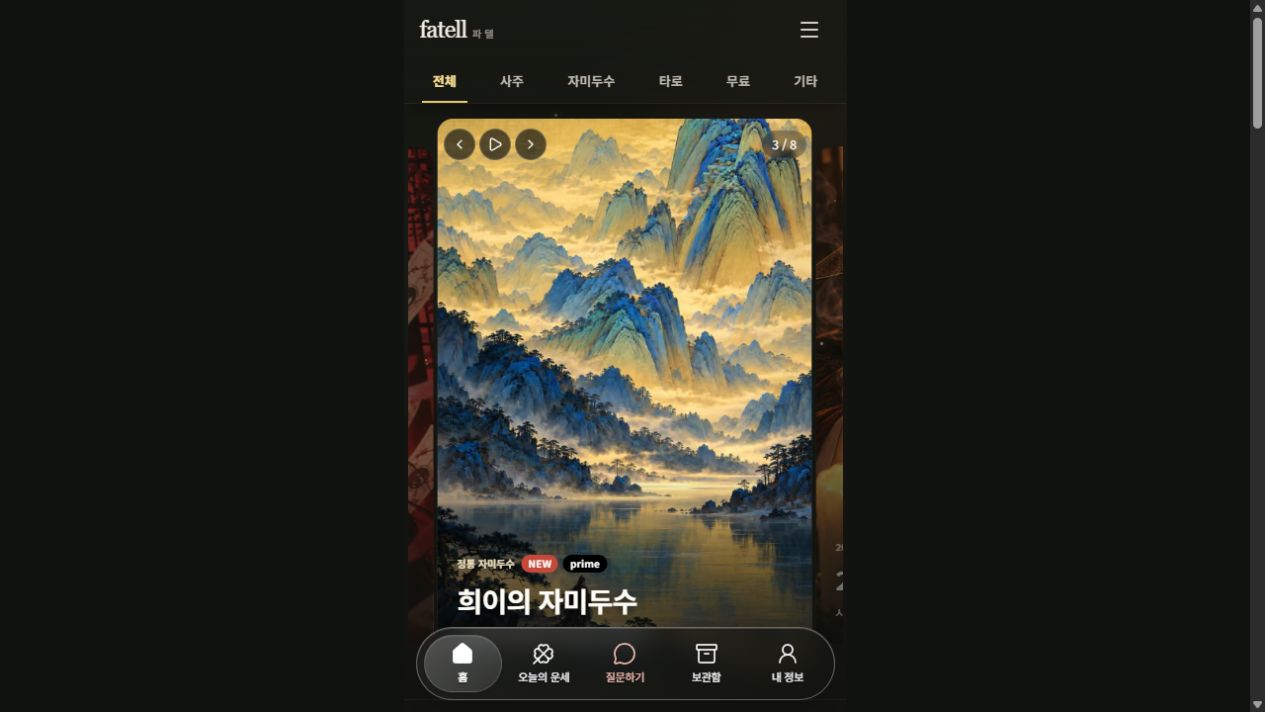 fatell 파델
전체 사주 자미두수 타로 무료 기타
3 / 8
정통 자미두수 NEW prime
희이의 자미두수
홈 오늘의 운세 질문하기 보관함 내 정보